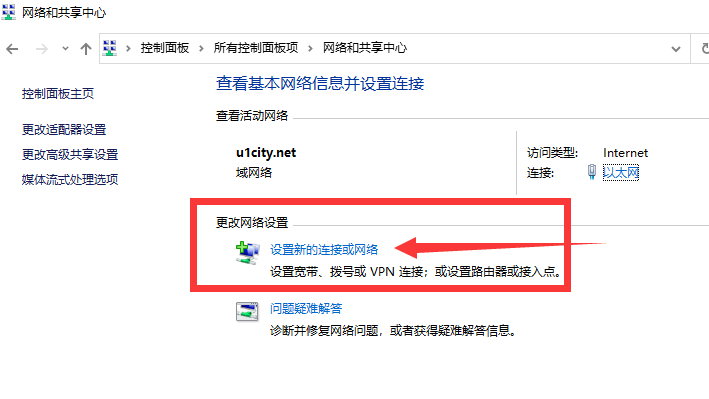 网络和共享中心
控制面板 所有控制面板项 网络和共享中心
控制面板主页
更改适配器设置
更改高级共享设置
媒体流式处理选项
查看基本网络信息并设置连接
查看活动网络
u1city.net
域网络
访问类型: Internet
连接: 以太网
更改网络设置
设置新的连接或网络
设置宽带、拨号或 VPN 连接；或设置路由器或接入点。
问题疑难解答
诊断并修复网络问题，或者获得疑难解答信息。